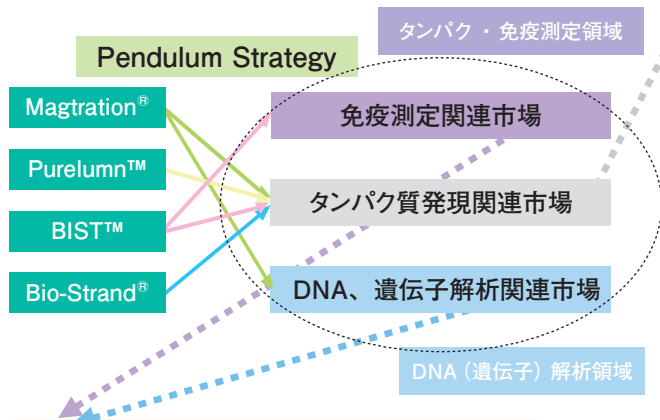 タンパク・免疫測定領域
Pendulum Strategy
Magtration®
免疫測定関連市場
Purelumn™
タンパク質発現関連市場
BIST™
Bio-Strand®
DNA、遺伝子解析関連市場
DNA（遺伝子）解析領域